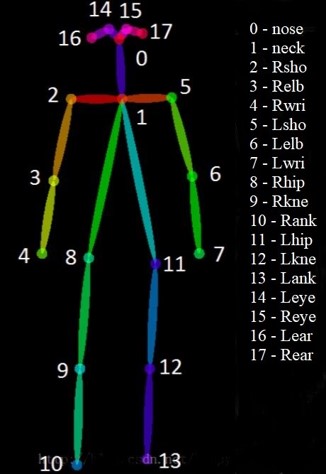 14 15
16 17
0 - nose
0
1 - neck
2 - Rsho
2 5
1
3 - Relb
4 - Rwri
5 - Lsho
6 - Lelb
3 6
7 - Lwri
8 - Rhip
9 - Rkne
10 - Rank
4 8 11 7
11 - Lhip
12 - Lkne
13 - Lank
14 - Leye
15 - Reye
16 - Lear
17 - Rear
9 12
10 13